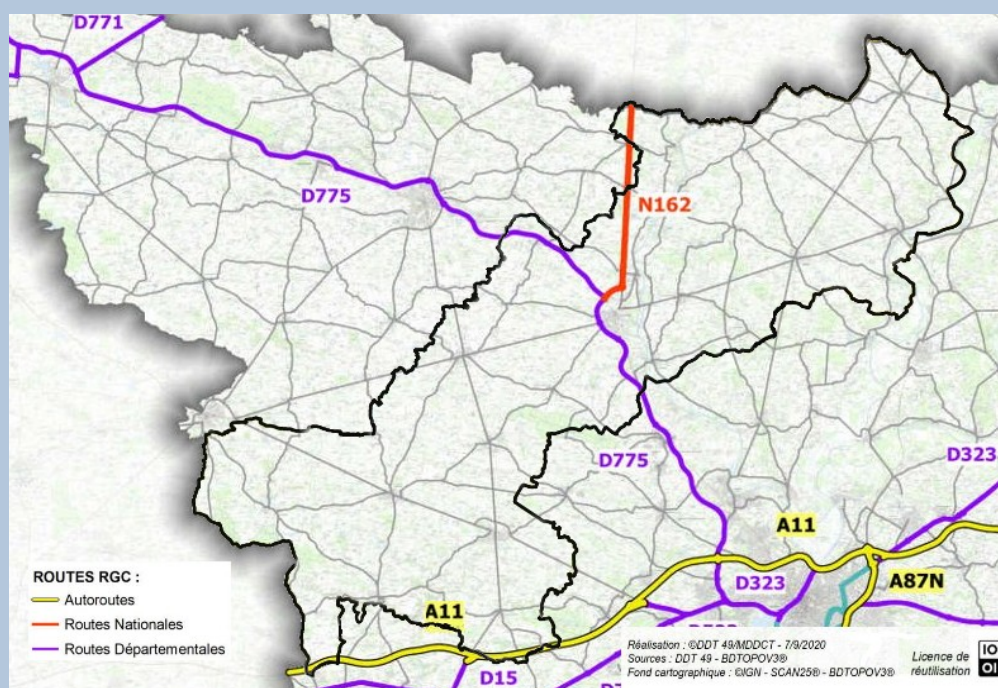 D771
D775
N162
D775
D323
A11
A87N
D323
A11
D15
ROUTES RGC :
Autoroutes
Routes Nationales
Routes Départementales
Réalisation : ©DDT 49/MDDCT - 7/9/2020
Sources : DDT 49 - BDTOPOV3®
Fond cartographique : ©IGN - SCAN25® - BDTOPOV3®
Licence de
réutilisation